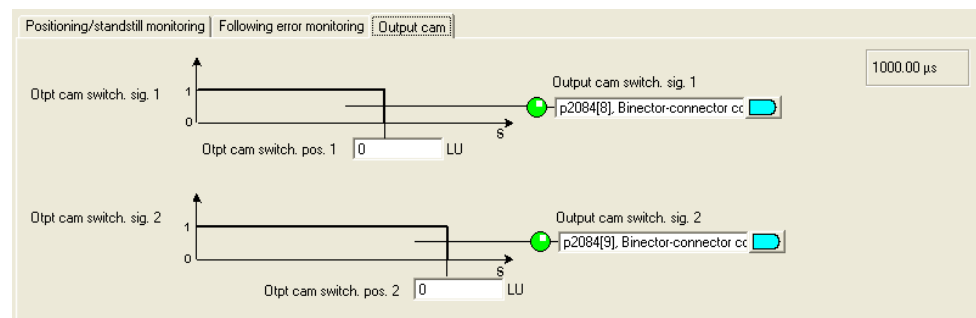 Positioning/standstill monitoring Following error monitoring Output cam
1000.00 µs
Otpt cam switch. sig. 1
1
0
S
Output cam switch. sig. 1
p2084[8], Binector-connector cc
Otpt cam switch. pos. 1 0 LU
Otpt cam switch. sig. 2
1
0
S
Output cam switch. sig. 2
p2084[9], Binector-connector cc
Otpt cam switch. pos. 2 0 LU